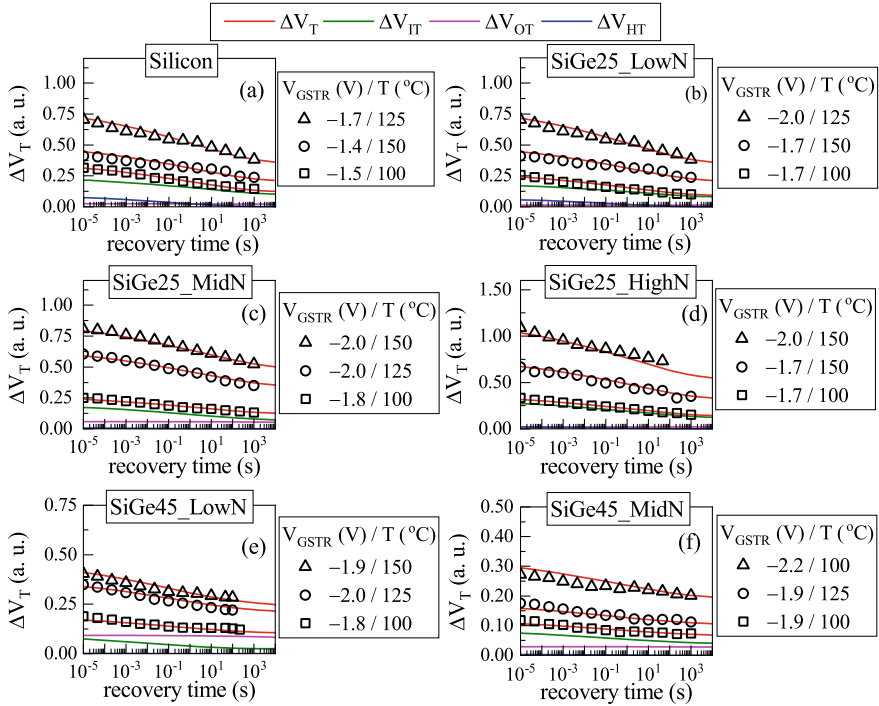 ΔV_T ΔV_IT ΔV_OT ΔV_HT
Silicon
(a)
ΔV_T (a. u.)
1.00
0.75
0.50
0.25
0.00
10^-5 10^-3 10^-1 10^1 10^3
recovery time (s)
V_GSTR (V) / T (°C)
−1.7 / 125
−1.4 / 150
−1.5 / 100
SiGe25_LowN
(b)
ΔV_T (a. u.)
1.00
0.75
0.50
0.25
0.00
10^-5 10^-3 10^-1 10^1 10^3
recovery time (s)
V_GSTR (V) / T (°C)
−2.0 / 125
−1.7 / 150
−1.7 / 100
SiGe25_MidN
(c)
ΔV_T (a. u.)
1.00
0.75
0.50
0.25
0.00
10^-5 10^-3 10^-1 10^1 10^3
recovery time (s)
V_GSTR (V) / T (°C)
−2.0 / 150
−2.0 / 125
−1.8 / 100
SiGe25_HighN
(d)
ΔV_T (a. u.)
1.50
1.00
0.50
0.00
10^-5 10^-3 10^-1 10^1 10^3
recovery time (s)
V_GSTR (V) / T (°C)
−2.0 / 150
−1.7 / 150
−1.7 / 100
SiGe45_LowN
(e)
ΔV_T (a. u.)
0.75
0.50
0.25
0.00
10^-5 10^-3 10^-1 10^1 10^3
recovery time (s)
V_GSTR (V) / T (°C)
−1.9 / 150
−2.0 / 125
−1.8 / 100
SiGe45_MidN
(f)
ΔV_T (a. u.)
0.50
0.40
0.30
0.20
0.10
0.00
10^-5 10^-3 10^-1 10^1 10^3
recovery time (s)
V_GSTR (V) / T (°C)
−2.2 / 100
−1.9 / 125
−1.9 / 100